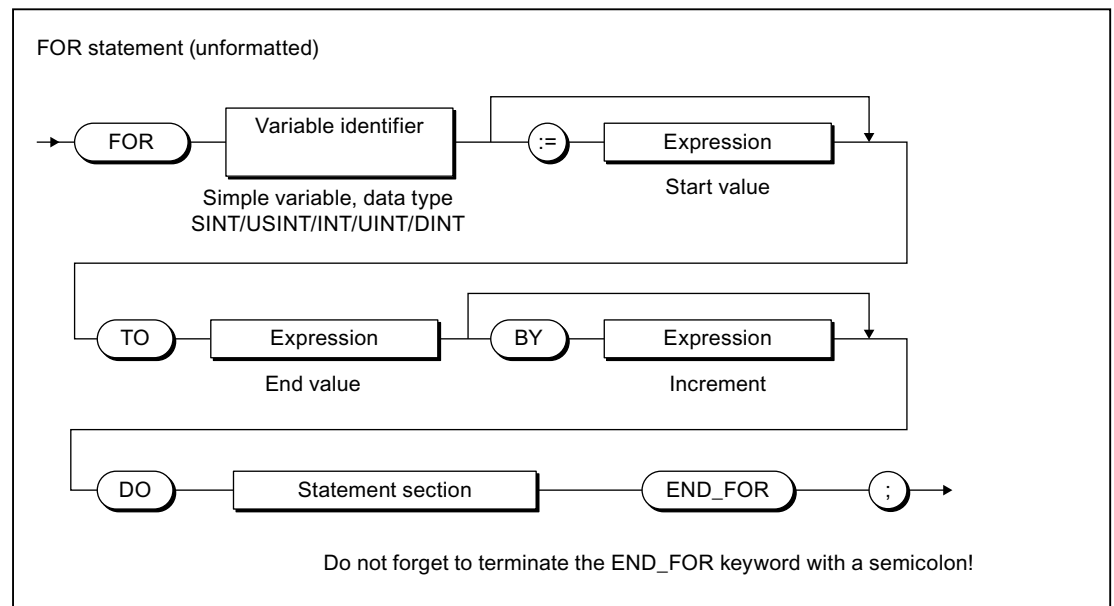 FOR statement (unformatted)
FOR
Variable identifier
:=
Expression
Simple variable, data type
SINT/USINT/INT/UINT/DINT
Start value
TO
Expression
BY
Expression
End value
Increment
DO
Statement section
END_FOR
;
Do not forget to terminate the END_FOR keyword with a semicolon!